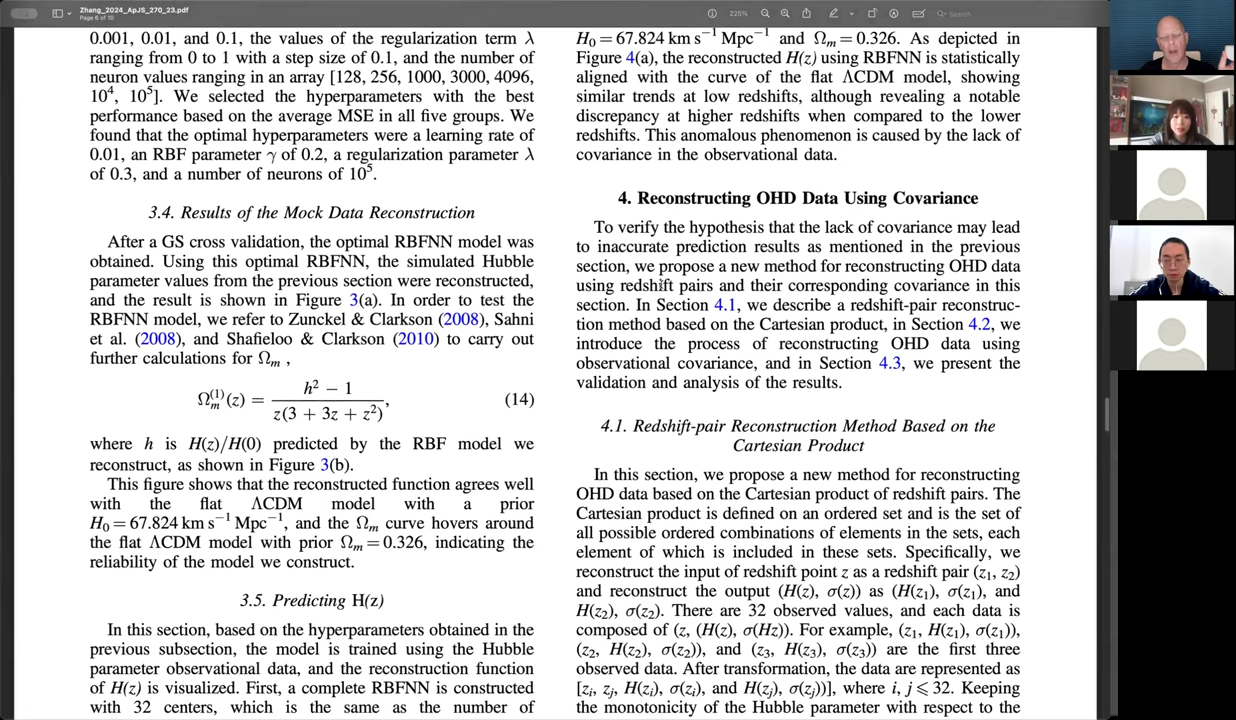 Zhang_2024_ApJS_270_23.pdf
Page 6 of 10
225%
Search
0.001, 0.01, and 0.1, the values of the regularization term λ
ranging from 0 to 1 with a step size of 0.1, and the number of
neuron values ranging in an array [128, 256, 1000, 3000, 4096,
10⁴, 10⁵]. We selected the hyperparameters with the best
performance based on the average MSE in all five groups. We
found that the optimal hyperparameters were a learning rate of
0.01, an RBF parameter γ of 0.2, a regularization parameter λ
of 0.3, and a number of neurons of 10⁵.
3.4. Results of the Mock Data Reconstruction
After a GS cross validation, the optimal RBFNN model was
obtained. Using this optimal RBFNN, the simulated Hubble
parameter values from the previous section were reconstructed,
and the result is shown in Figure 3(a). In order to test the
RBFNN model, we refer to Zunckel & Clarkson (2008), Sahni
et al. (2008), and Shafieloo & Clarkson (2010) to carry out
further calculations for Ωₘ ,
Ωₘ⁽¹⁾(z) = (h² − 1) / (z(3 + 3z + z²)), (14)
where h is H(z)/H(0) predicted by the RBF model we
reconstruct, as shown in Figure 3(b).
This figure shows that the reconstructed function agrees well
with the flat ΛCDM model with a prior
H₀ = 67.824 km s⁻¹ Mpc⁻¹, and the Ωₘ curve hovers around
the flat ΛCDM model with prior Ωₘ = 0.326, indicating the
reliability of the model we construct.
3.5. Predicting H(z)
In this section, based on the hyperparameters obtained in the
previous subsection, the model is trained using the Hubble
parameter observational data, and the reconstruction function
of H(z) is visualized. First, a complete RBFNN is constructed
with 32 centers, which is the same as the number of
H₀ = 67.824 km s⁻¹ Mpc⁻¹ and Ωₘ = 0.326. As depicted in
Figure 4(a), the reconstructed H(z) using RBFNN is statistically
aligned with the curve of the flat ΛCDM model, showing
similar trends at low redshifts, although revealing a notable
discrepancy at higher redshifts when compared to the lower
redshifts. This anomalous phenomenon is caused by the lack of
covariance in the observational data.
4. Reconstructing OHD Data Using Covariance
To verify the hypothesis that the lack of covariance may lead
to inaccurate prediction results as mentioned in the previous
section, we propose a new method for reconstructing OHD data
using redshift pairs and their corresponding covariance in this
section. In Section 4.1, we describe a redshift-pair reconstruc-
tion method based on the Cartesian product, in Section 4.2, we
introduce the process of reconstructing OHD data using
observational covariance, and in Section 4.3, we present the
validation and analysis of the results.
4.1. Redshift-pair Reconstruction Method Based on the
Cartesian Product
In this section, we propose a new method for reconstructing
OHD data based on the Cartesian product of redshift pairs. The
Cartesian product is defined on an ordered set and is the set of
all possible ordered combinations of elements in the sets, each
element of which is included in these sets. Specifically, we
reconstruct the input of redshift point z as a redshift pair (z₁, z₂)
and reconstruct the output (H(z), σ(z)) as (H(z₁), σ(z₁), and
H(z₂), σ(z₂). There are 32 observed values, and each data is
composed of (z, (H(z), σ(Hz)). For example, (z₁, H(z₁), σ(z₁)),
(z₂, H(z₂), σ(z₂)), and (z₃, H(z₃), σ(z₃)) are the first three
observed data. After transformation, the data are represented as
[zᵢ, zⱼ, H(zᵢ), σ(zᵢ), and H(zⱼ), σ(zⱼ))], where i, j ⩽ 32. Keeping
the monotonicity of the Hubble parameter with respect to the